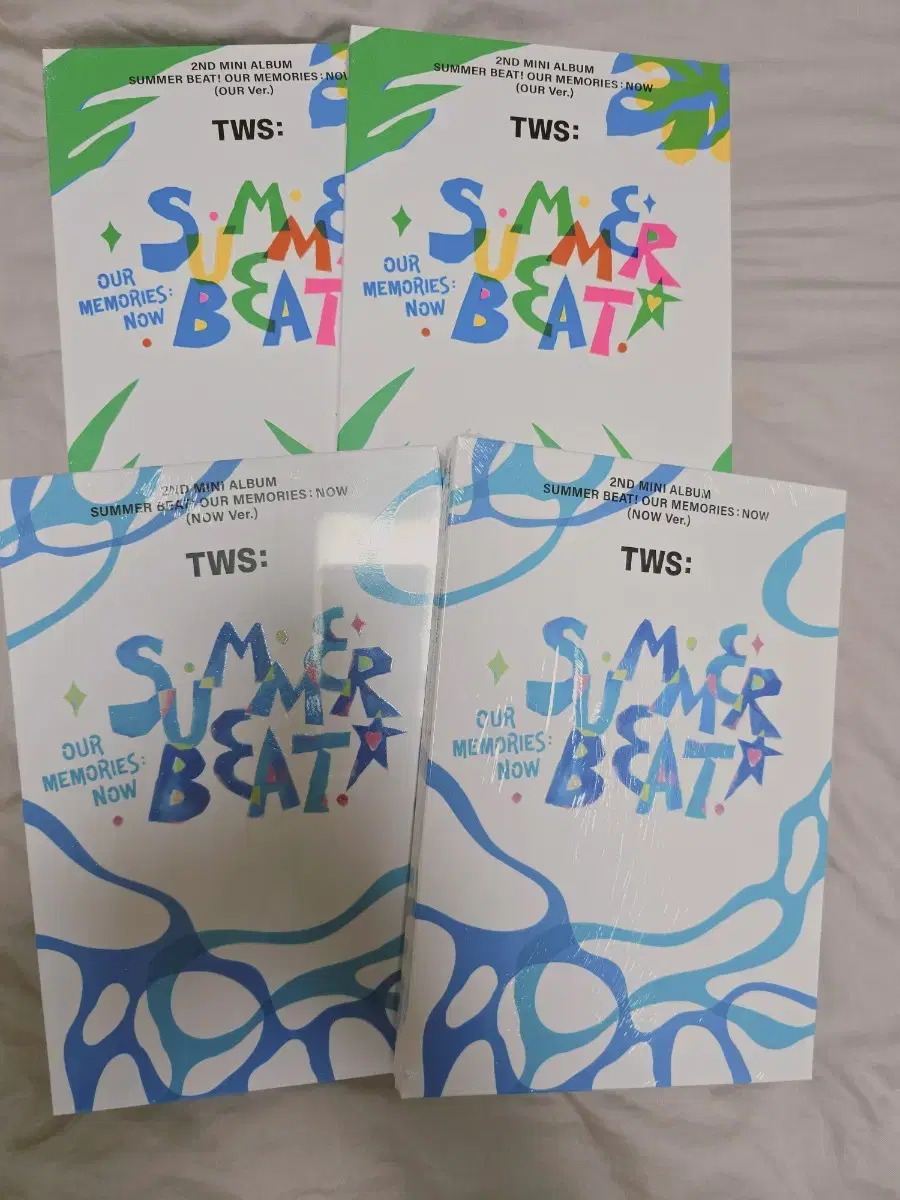 2ND MINI ALBUM
SUMMER BEAT! OUR MEMORIES: NOW
(OUR Ver.)
TWS:
SUMME
BEAT
OUR
MEMORIES:
NOW
2ND MINI ALBUM
SUMMER BEAT! OUR MEMORIES: NOW
(OUR Ver.)
TWS:
SUMMER
BEAT
OUR
MEMORIES:
NOW
2ND MINI ALBUM
SUMMER BEAT! OUR MEMORIES: NOW
(NOW Ver.)
TWS:
SUMMER
BEAT
OUR
MEMORIES:
NOW
2ND MINI ALBUM
SUMMER BEAT! OUR MEMORIES: NOW
(NOW Ver.)
TWS:
SUMMER
BEAT
OUR
MEMORIES:
NOW